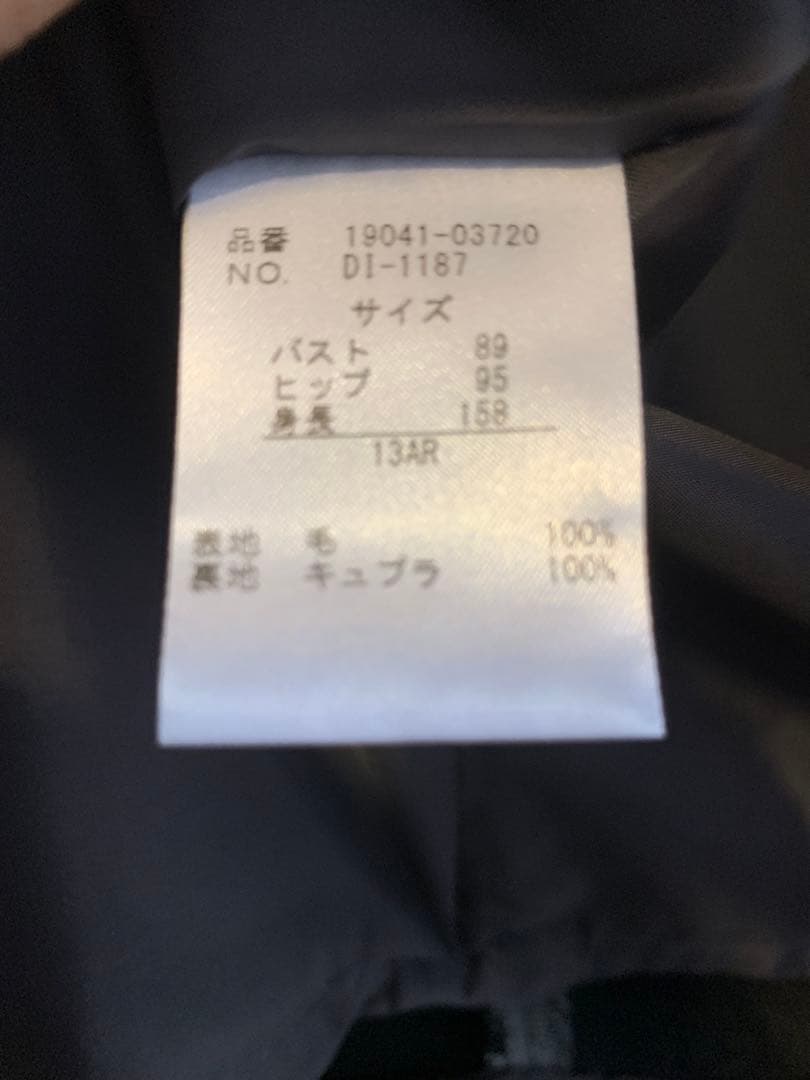 品番 19041-03720
NO. DI-1187
サイズ
バスト 89
ヒップ 95
身長 158
13AR
表地 毛 100%
裏地 キュプラ 100%